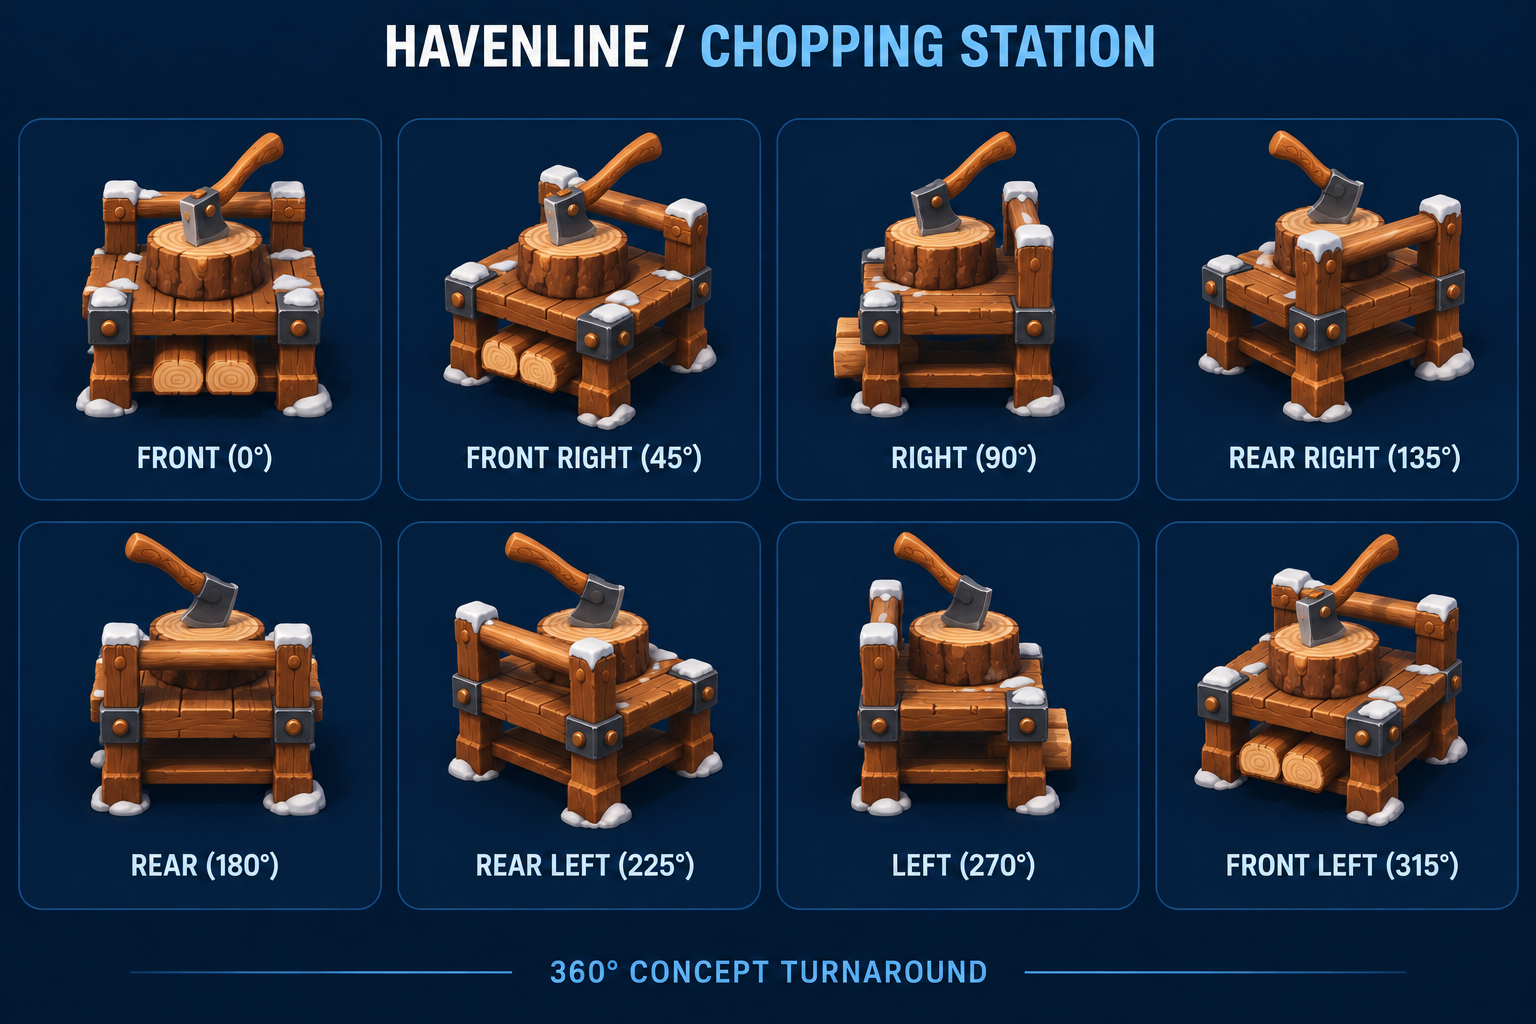 HAVENLINE / CHOPPING STATION
FRONT (0°)
FRONT RIGHT (45°)
RIGHT (90°)
REAR RIGHT (135°)
REAR (180°)
REAR LEFT (225°)
LEFT (270°)
FRONT LEFT (315°)
360° CONCEPT TURNAROUND